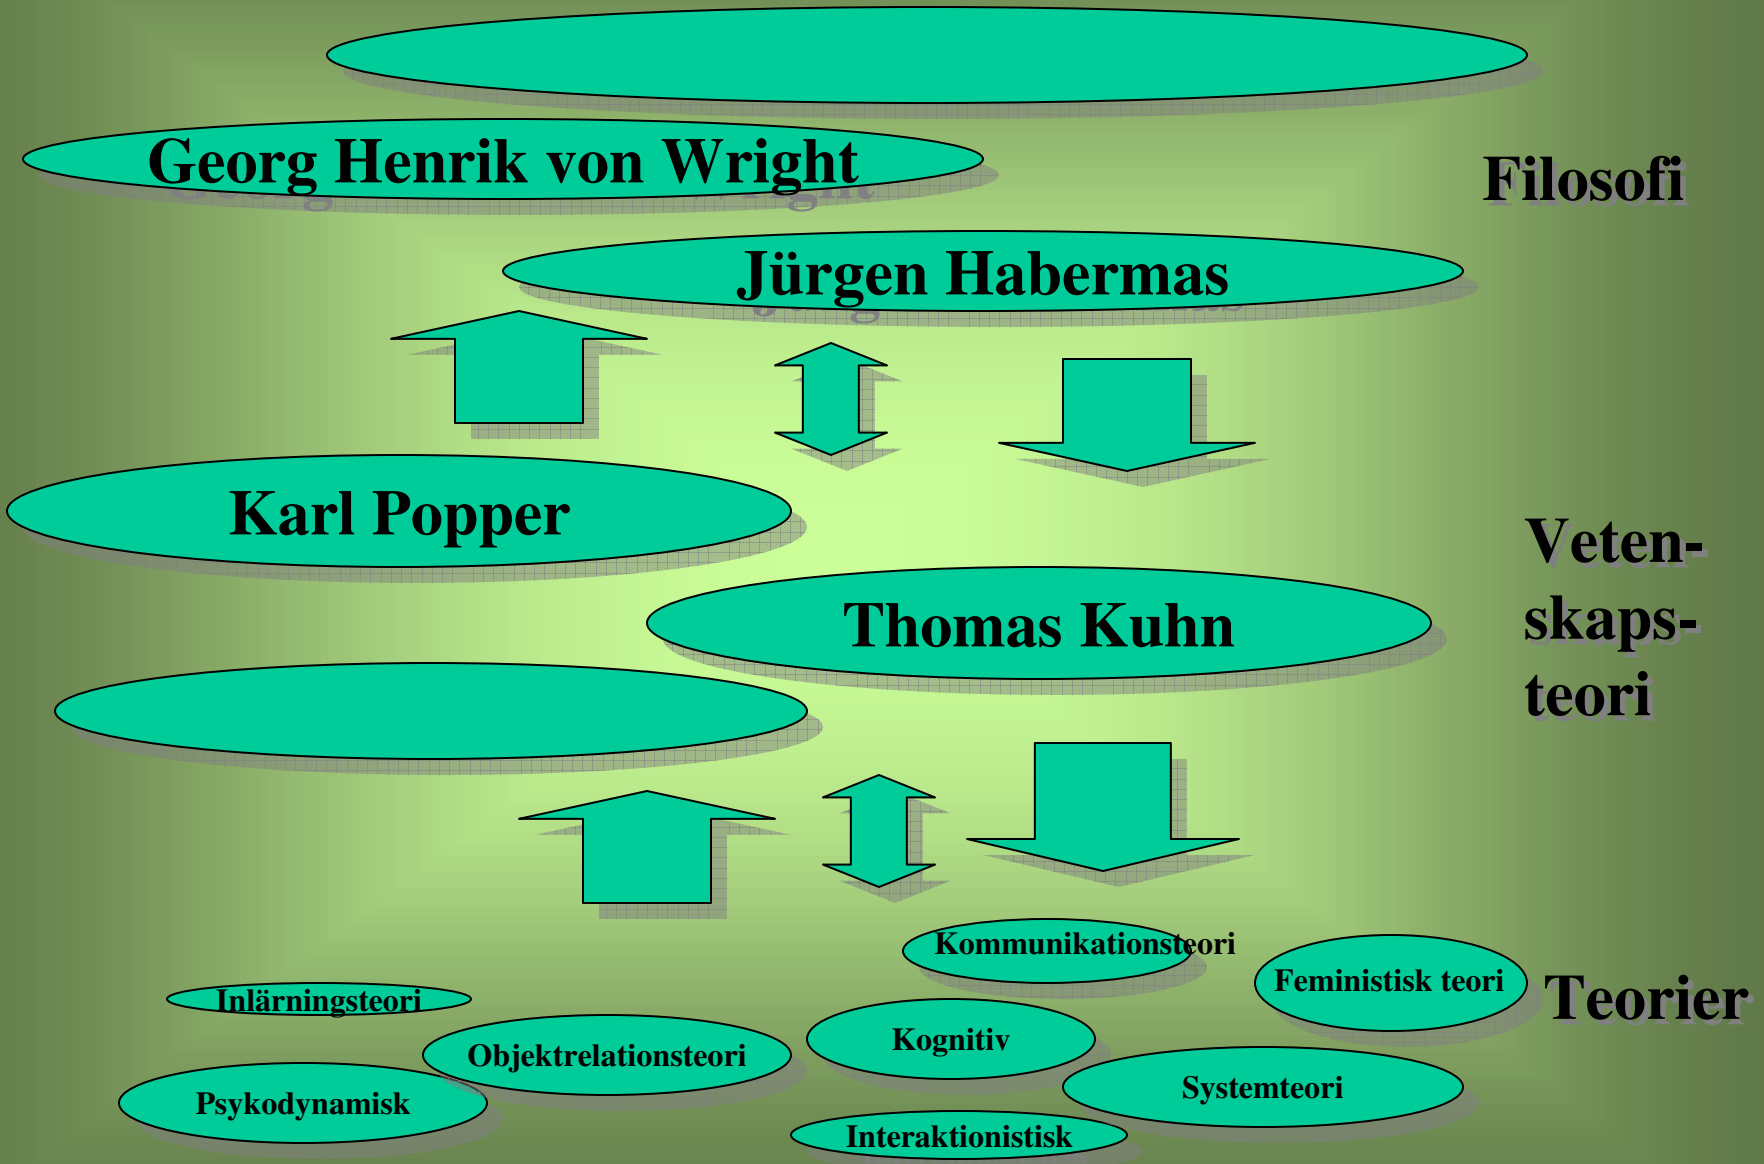 Georg Henrik von Wright
Filosofi
Jürgen Habermas
Karl Popper
Thomas Kuhn
Veten-
skaps-
teori
Kommunikationsteori
Feministisk teori
Teorier
Inlärningsteori
Objektrelationsteori
Kognitiv
Psykodynamisk
Systemteori
Interaktionistisk